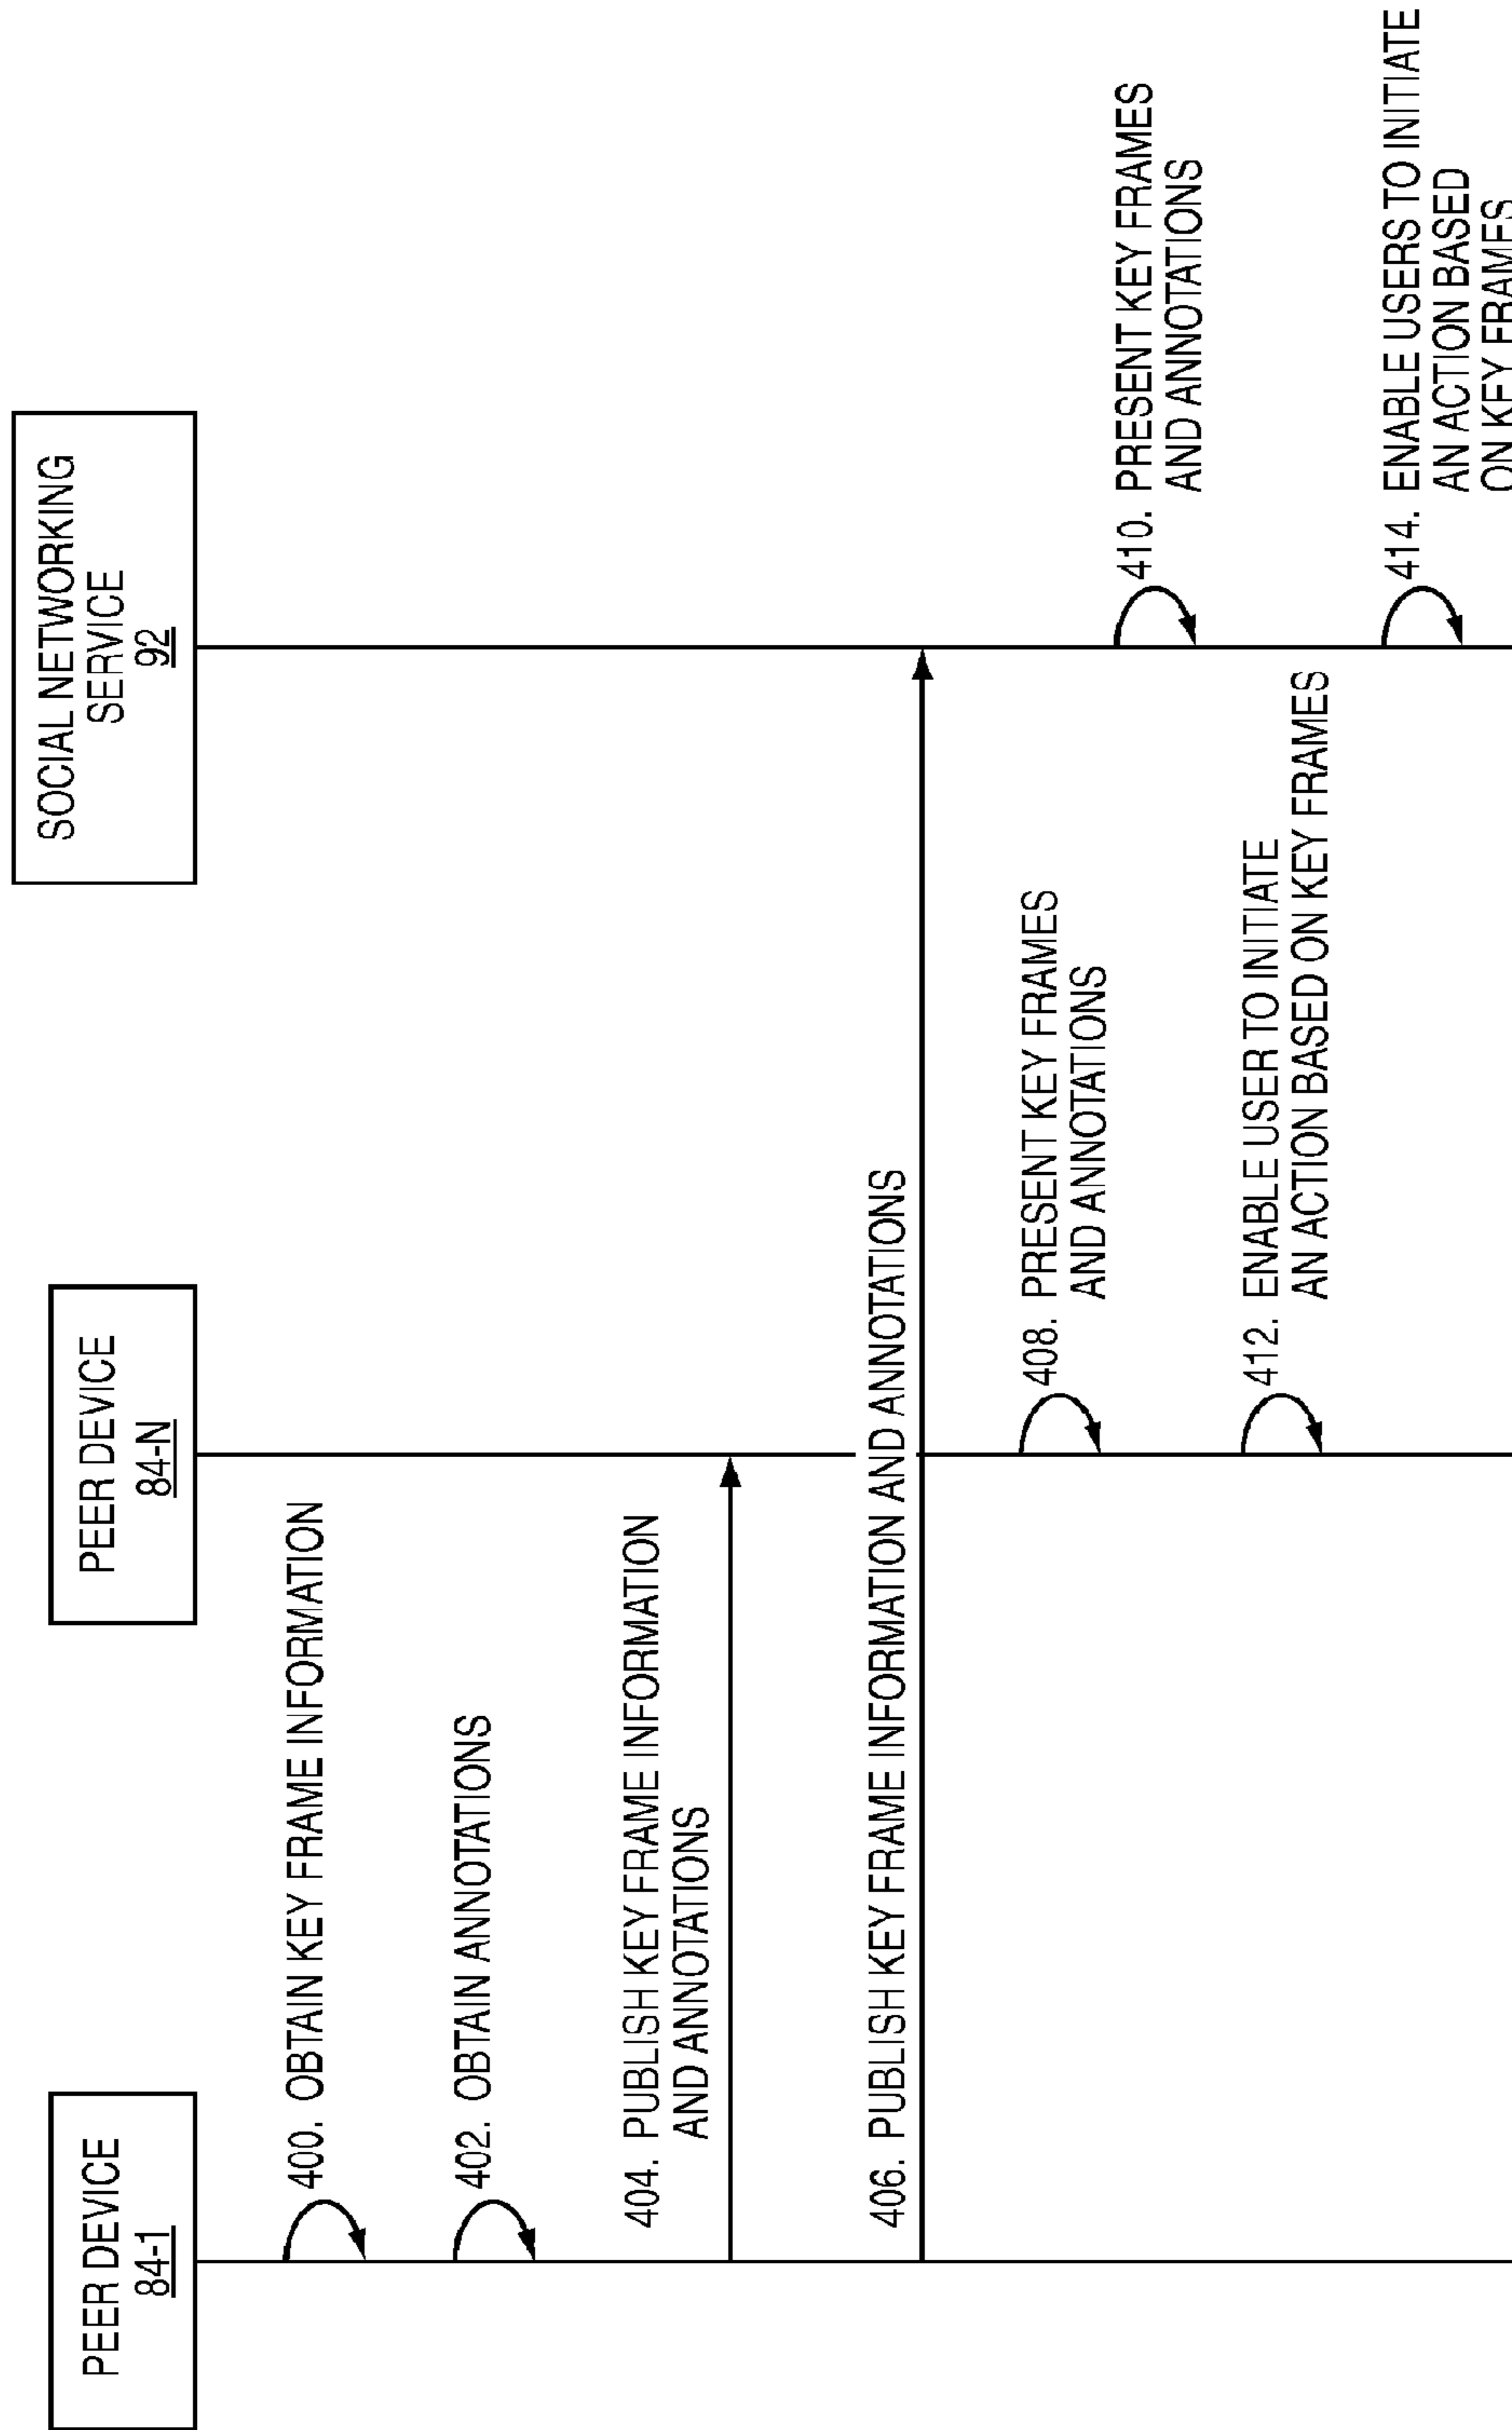 PEER DEVICE
84-1
PEER DEVICE
84-N
SOCIAL NETWORKING
SERVICE
92
400. OBTAIN KEY FRAME INFORMATION
402. OBTAIN ANNOTATIONS
404. PUBLISH KEY FRAME INFORMATION
AND ANNOTATIONS
406. PUBLISH KEY FRAME INFORMATION AND ANNOTATIONS
408. PRESENT KEY FRAMES
AND ANNOTATIONS
410. PRESENT KEY FRAMES
AND ANNOTATIONS
412. ENABLE USER TO INITIATE
AN ACTION BASED ON KEY FRAMES
414. ENABLE USERS TO INITIATE
AN ACTION BASED
ON KEY FRAMES